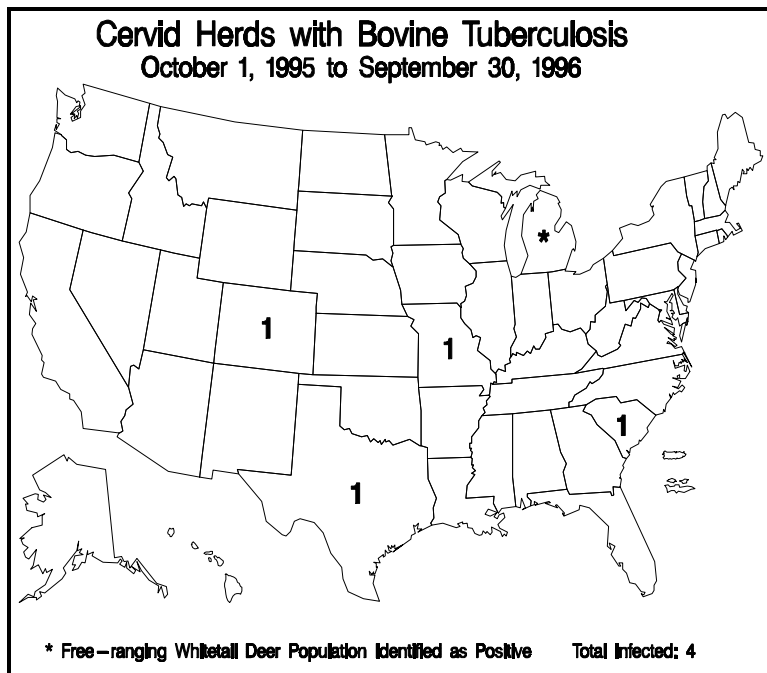 Cervid Herds with Bovine Tuberculosis
October 1, 1995 to September 30, 1996
*
1
1
1
1
* Free-ranging Whitetail Deer Population Identified as Positive Total Infected: 4